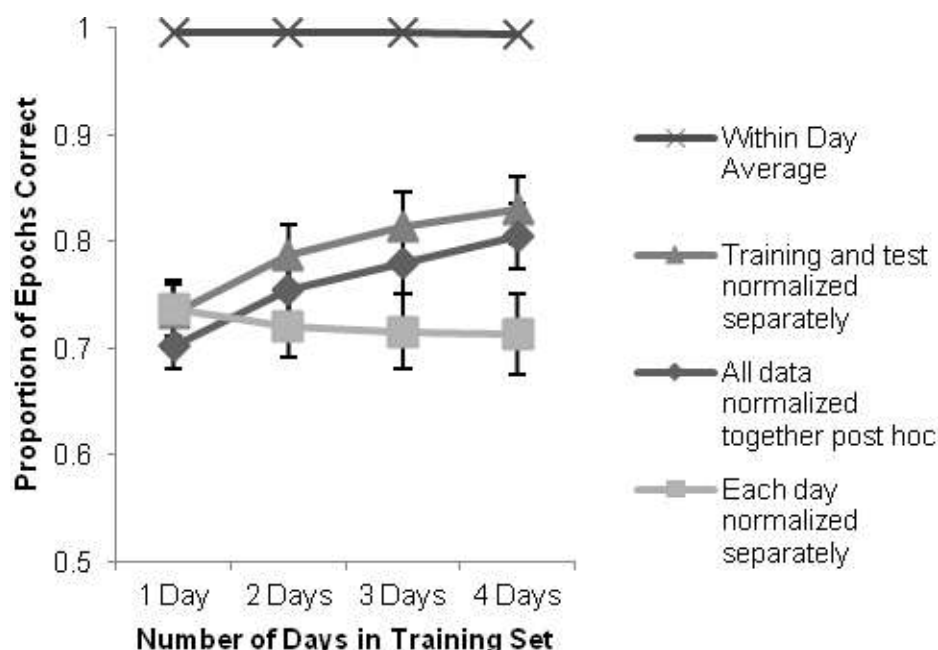 1
0.9
0.8
0.7
0.6
0.5
Proportion of Epochs Correct
1 Day 2 Days 3 Days 4 Days
Number of Days in Training Set
Within Day
Average
Training and test
normalized
separately
All data
normalized
together post hoc
Each day
normalized
separately